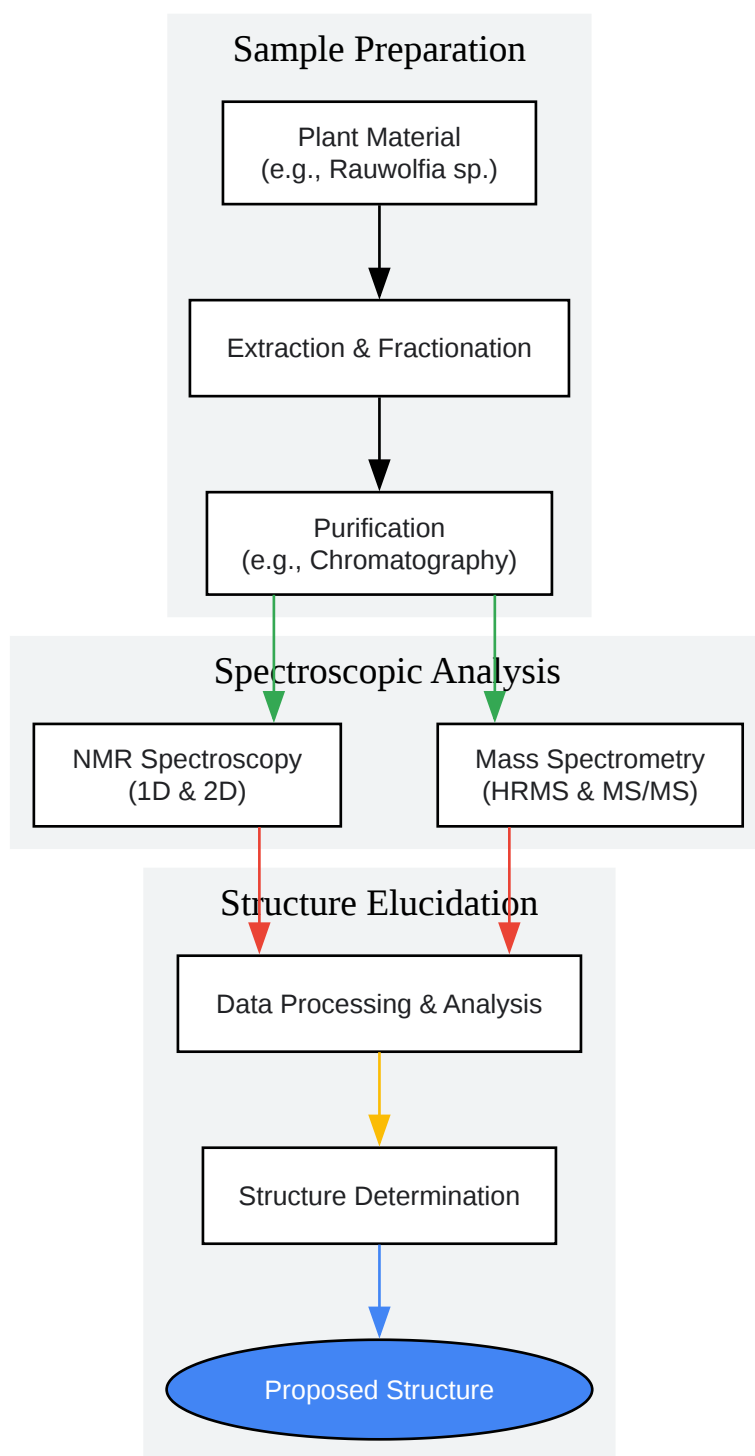 Sample Preparation
Plant Material
(e.g., Rauwolfia sp.)
Extraction & Fractionation
Purification
(e.g., Chromatography)
Spectroscopic Analysis
NMR Spectroscopy
(1D & 2D)
Mass Spectrometry
(HRMS & MS/MS)
Structure Elucidation
Data Processing & Analysis
Structure Determination
Proposed Structure